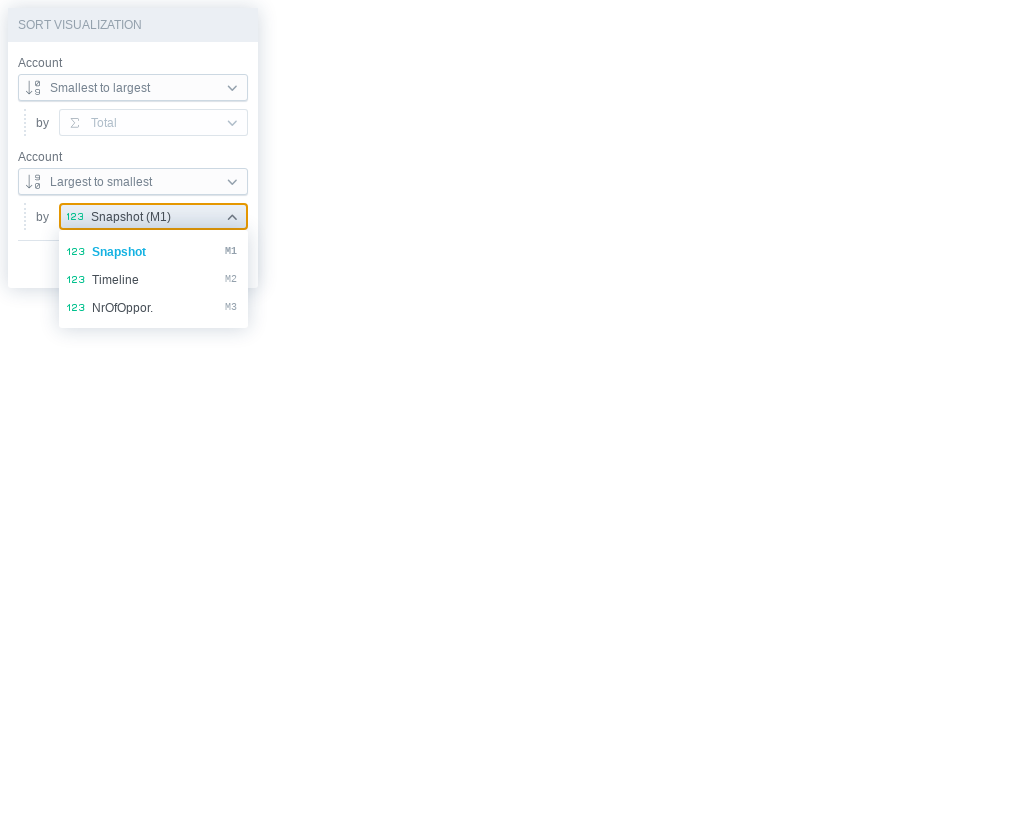 SORT VISUALIZATION
Account
Smallest to largest
by Total
Account
Largest to smallest
by 123 Snapshot (M1)
123 Snapshot M1
123 Timeline M2
123 NrOfOppor. M3